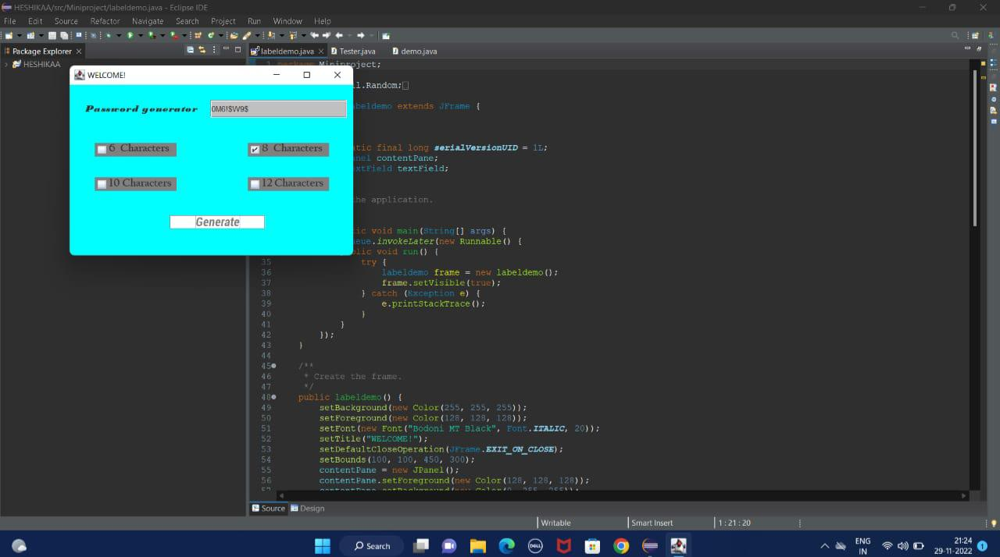 HESHIKAA/src/Miniproject/labeldemo.java - Eclipse IDE
File Edit Source Refactor Navigate Search Project Run Window Help
Package Explorer
labeldemo.java Tester.java demo.java
HESHIKAA
1 package Miniproject;
WELCOME!
l.Random;
Password generator
beldemo extends JFrame {
6 Characters
8 Characters
10 Characters
12 Characters
Generate
tic final long serialVersionUID = 1L;
nel contentPane;
xtField textField;
the application.
ic void main(String[] args) {
eue.invokeLater(new Runnable() {
blic void run() {
35 try {
36 labeldemo frame = new labeldemo();
37 frame.setVisible(true);
38 } catch (Exception e) {
39 e.printStackTrace();
40 }
41 }
42 });
43 }
44
45 /**
46 * Create the frame.
47 */
48 public labeldemo() {
49 setBackground(new Color(255, 255, 255));
50 setForeground(new Color(128, 128, 128));
51 setFont(new Font("Bodoni MT Black", Font.ITALIC, 20));
52 setTitle("WELCOME!");
53 setDefaultCloseOperation(JFrame.EXIT_ON_CLOSE);
54 setBounds(100, 100, 450, 300);
55 contentPane = new JPanel();
56 contentPane.setForeground(new Color(128, 128, 128));
Source Design
Writable Smart Insert 1 : 21 : 20
Search
DELL
ENG
IN
21:24
29-11-2022
1